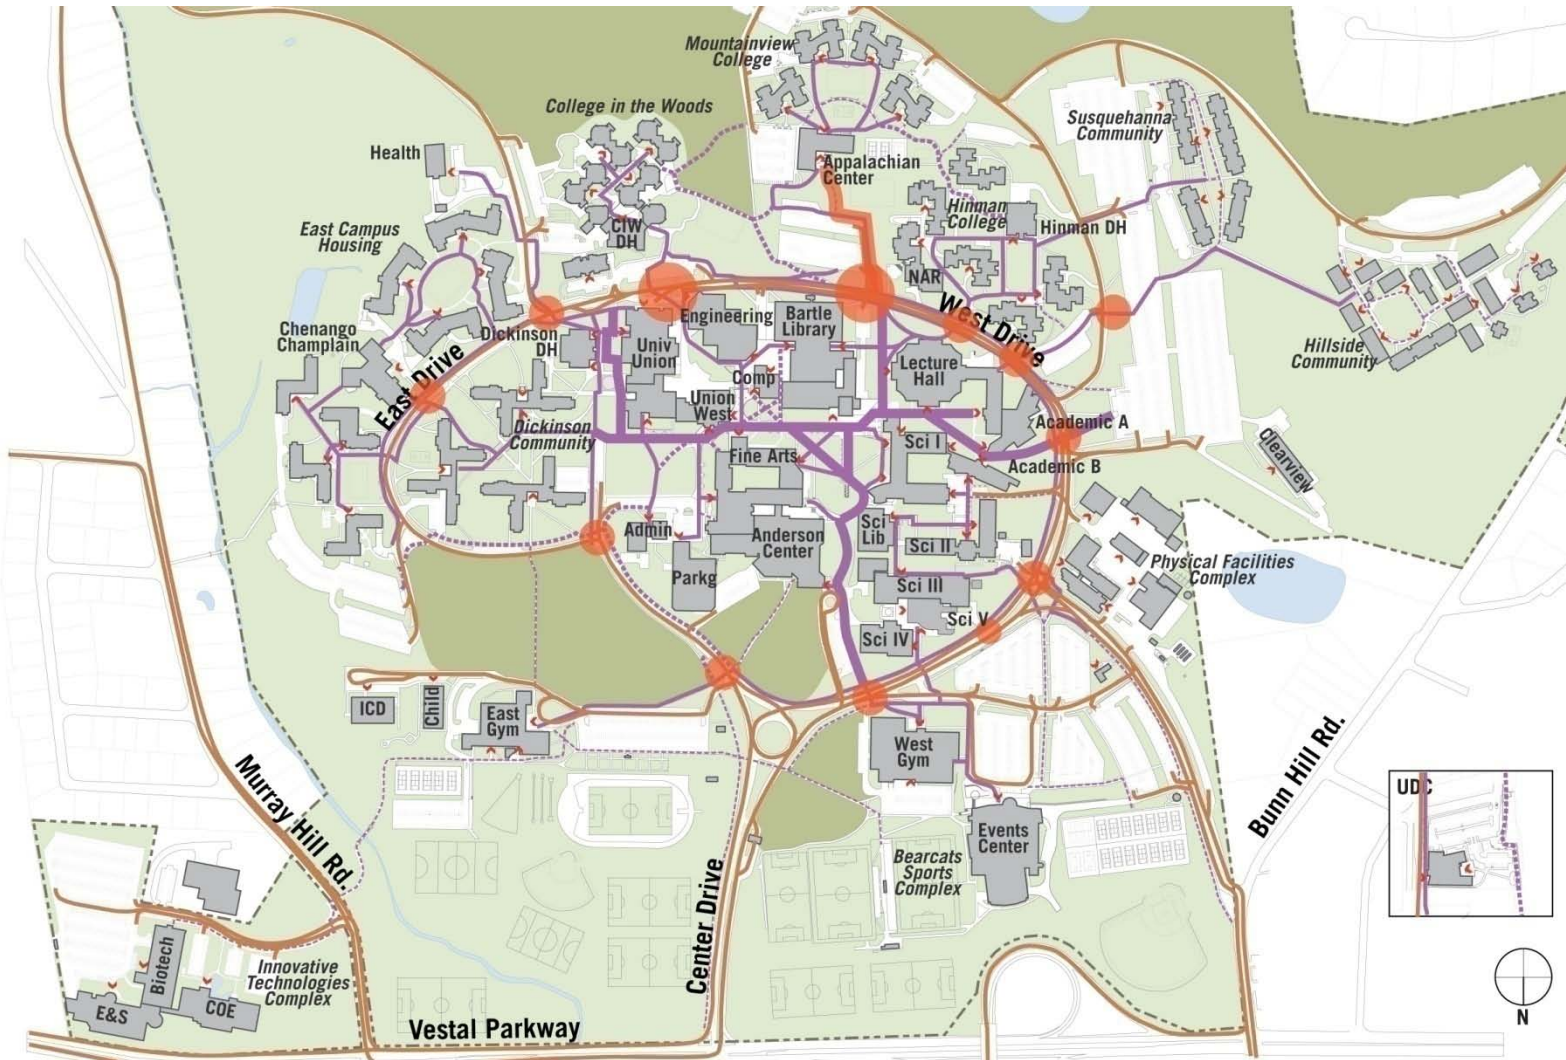 Mountainview
College
College in the Woods
Susquehanna
Community
Health
Appalachian
Center
East Campus
Housing
CIW
DH
Hinman
College
Hinman DH
NAR
West Drive
Engineering
Bartle
Library
Chenango
Champlain
Dickinson
DH
Univ
Union
Hillside
Community
East Drive
Comp
Lecture
Hall
Union
West
Dickinson
Community
Academic A
Sci I
Clearview
Fine Arts
Academic B
Admin
Anderson
Center
Sci
Lib
Sci II
Physical Facilities
Complex
Parkg
Sci III
Sci V
Sci IV
ICD
Child
East
Gym
West
Gym
Murray Hill Rd.
Bunn Hill Rd.
UDC
Events
Center
Bearcats
Sports
Complex
Center Drive
Biotech
Innovative
Technologies
Complex
E&S
COE
Vestal Parkway
N